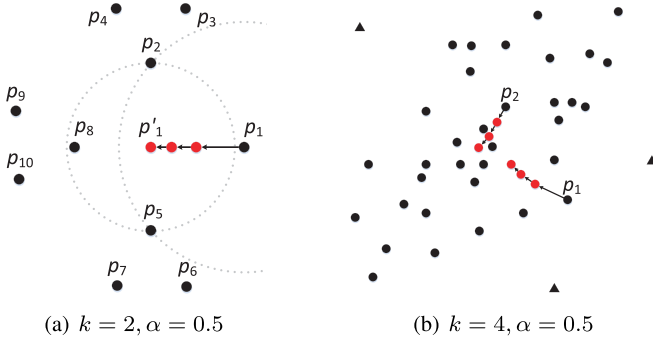 p4 p3
p2
p9
p8 p'1 p1
p10
p5
p7 p6
(a) k = 2, α = 0.5
p2
p1
(b) k = 4, α = 0.5